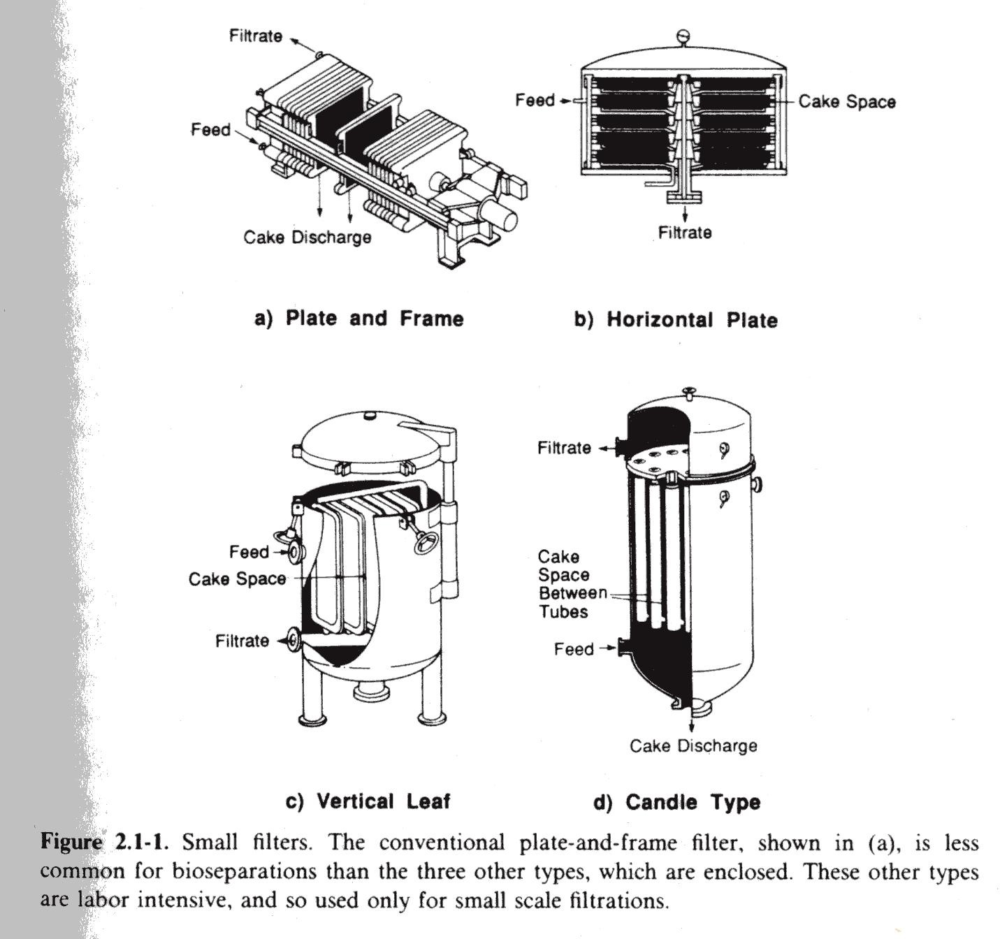 Filtrate
Feed
Cake Discharge
a) Plate and Frame
Feed
Cake Space
Filtrate
b) Horizontal Plate
Feed
Cake Space
Filtrate
c) Vertical Leaf
Filtrate
Cake
Space
Between
Tubes
Feed
Cake Discharge
d) Candle Type
Figure 2.1-1. Small filters. The conventional plate-and-frame filter, shown in (a), is less
common for bioseparations than the three other types, which are enclosed. These other types
are labor intensive, and so used only for small scale filtrations.